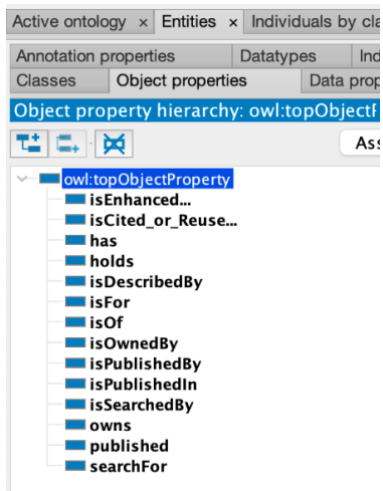 Active ontology × Entities × Individuals by cla
Annotation properties Datatypes Ind
Classes Object properties Data prop
Object property hierarchy: owl:topObjectF
Ass
owl:topObjectProperty
isEnhanced...
isCited_or_Reuse...
has
holds
isDescribedBy
isFor
isOf
isOwnedBy
isPublishedBy
isPublishedIn
isSearchedBy
owns
published
searchFor